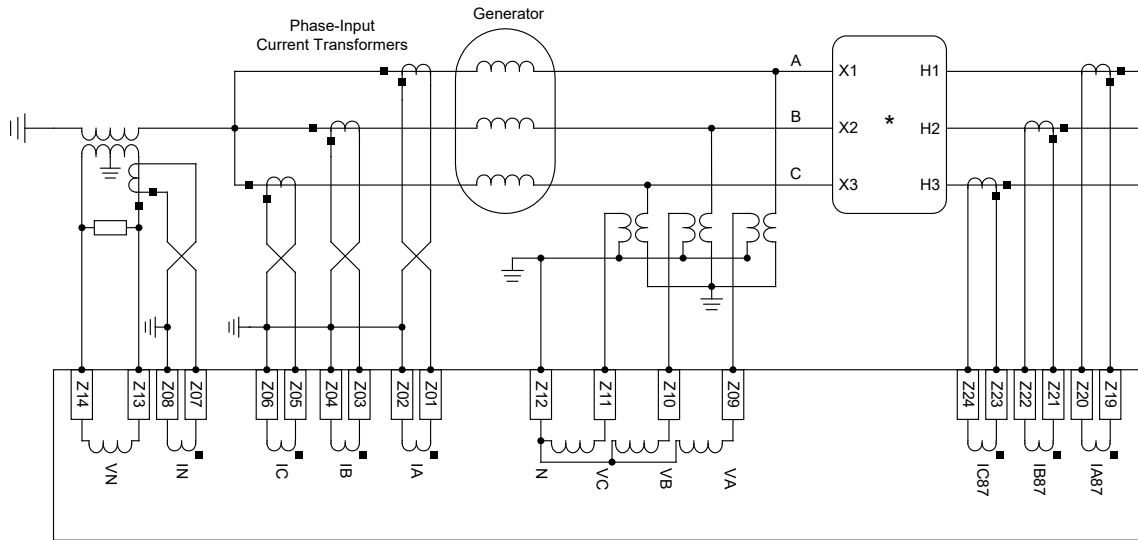 Generator
Phase-Input
Current Transformers
A
X1
H1
B
X2
*
H2
C
X3
H3
Z14
Z13
Z08
Z07
Z06
Z05
Z04
Z03
Z02
Z01
Z12
Z11
Z10
Z09
Z24
Z23
Z22
Z21
Z20
Z19
VN
IN
IC
IB
IA
N
VC
VB
VA
IC87
IB87
IA87